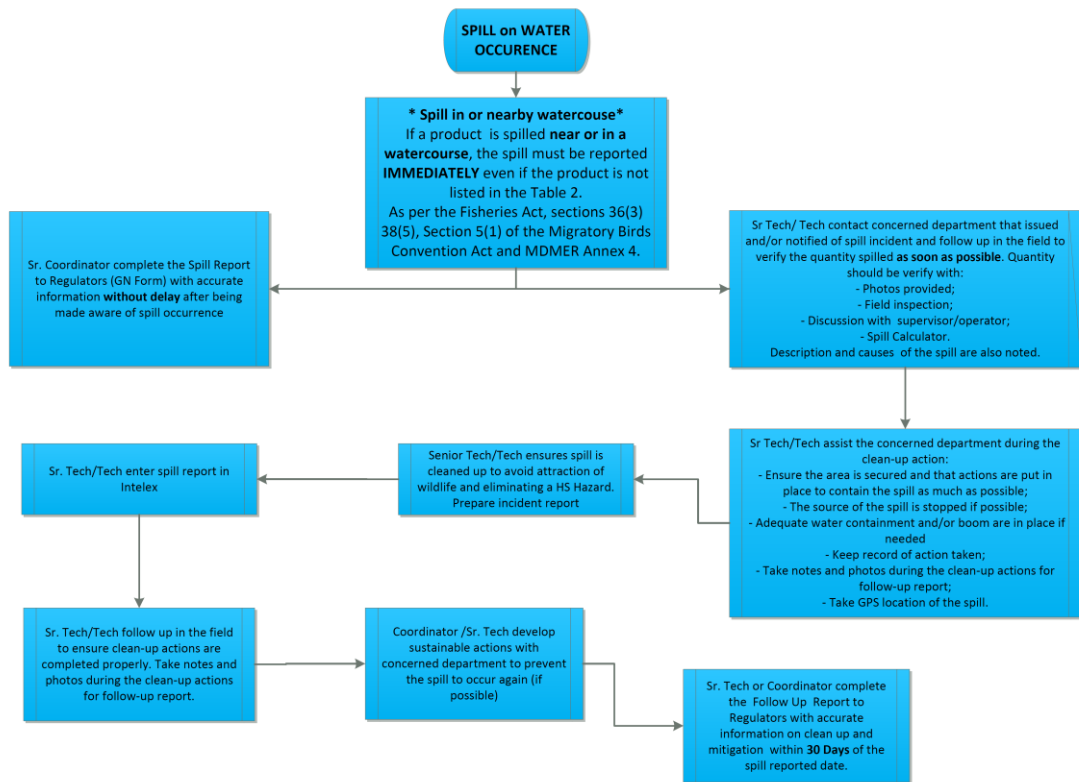 SPILL on WATER
OCCURENCE
* Spill in or nearby watercouse*
If a product is spilled near or in a
watercourse, the spill must be reported
IMMEDIATELY even if the product is not
listed in the Table 2.
As per the Fisheries Act, sections 36(3)
38(5), Section 5(1) of the Migratory Birds
Convention Act and MDMER Annex 4.
Sr. Coordinator complete the Spill Report
to Regulators (GN Form) with accurate
information without delay after being
made aware of spill occurrence
Sr Tech/ Tech contact concerned department that issued
and/or notified of spill incident and follow up in the field to
verify the quantity spilled as soon as possible. Quantity
should be verify with:
- Photos provided;
- Field inspection;
- Discussion with supervisor/operator;
- Spill Calculator.
Description and causes of the spill are also noted.
Sr Tech/Tech assist the concerned department during the
clean-up action:
- Ensure the area is secured and that actions are put in
place to contain the spill as much as possible;
- The source of the spill is stopped if possible;
- Adequate water containment and/or boom are in place if
needed
- Keep record of action taken;
- Take notes and photos during the clean-up actions for
follow-up report;
- Take GPS location of the spill.
Senior Tech/Tech ensures spill is
cleaned up to avoid attraction of
wildlife and eliminating a HS Hazard.
Prepare incident report
Sr. Tech/Tech enter spill report in
Intelex
Sr. Tech/Tech follow up in the field
to ensure clean-up actions are
completed properly. Take notes and
photos during the clean-up actions
for follow-up report.
Coordinator /Sr. Tech develop
sustainable actions with
concerned department to prevent
the spill to occur again (if
possible)
Sr. Tech or Coordinator complete
the Follow Up Report to
Regulators with accurate
information on clean up and
mitigation within 30 Days of the
spill reported date.